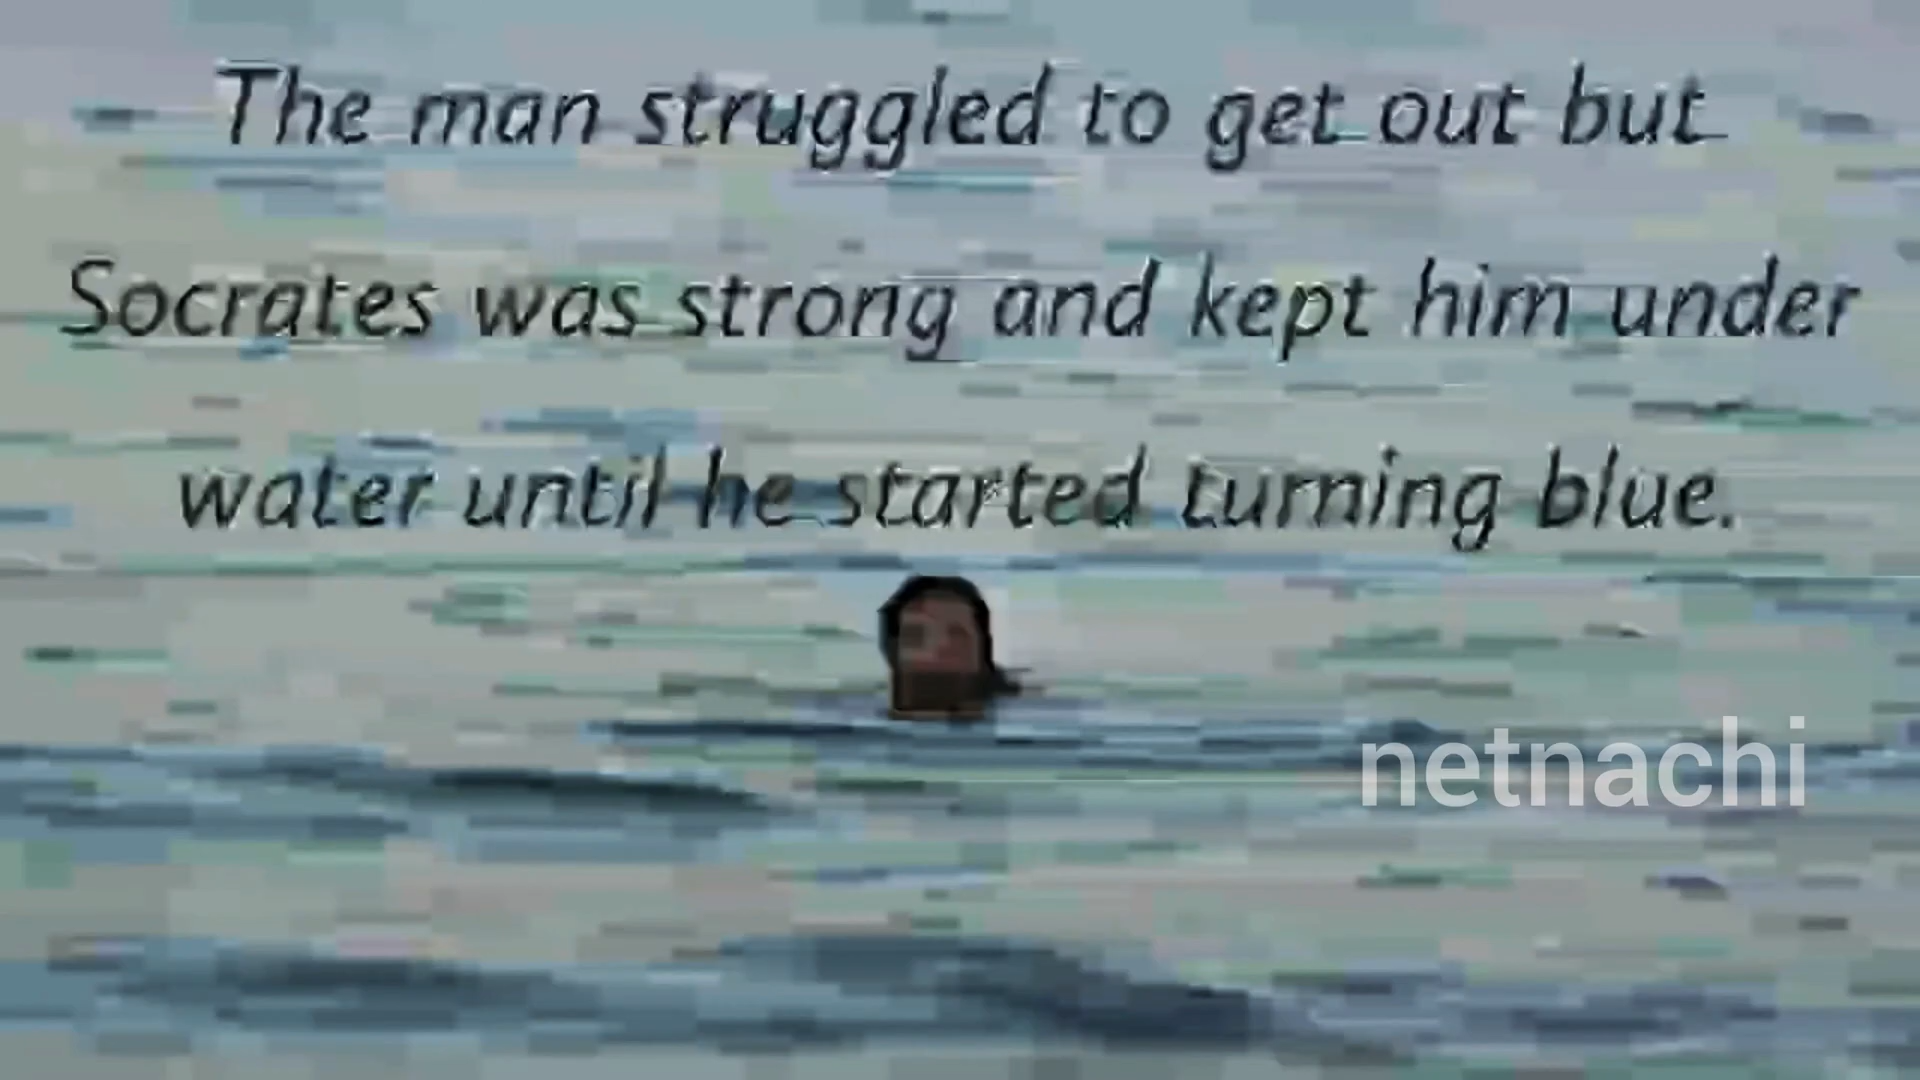 The man struggled to get out but
Socrates was strong and kept him under
water until he started turning blue.
netnachi